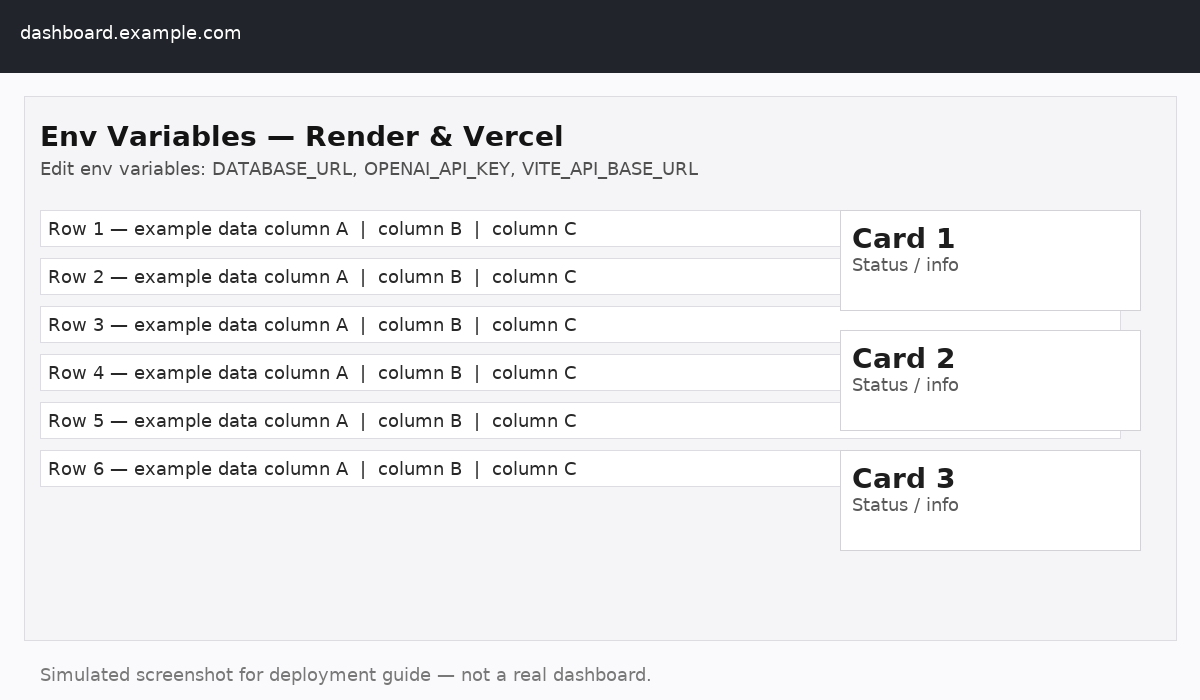 dashboard.example.com
Env Variables — Render & Vercel
Edit env variables: DATABASE_URL, OPENAI_API_KEY, VITE_API_BASE_URL
Row 1 — example data column A | column B | column C
Row 2 — example data column A | column B | column C
Row 3 — example data column A | column B | column C
Row 4 — example data column A | column B | column C
Row 5 — example data column A | column B | column C
Row 6 — example data column A | column B | column C
Card 1
Status / info
Card 2
Status / info
Card 3
Status / info
Simulated screenshot for deployment guide — not a real dashboard.